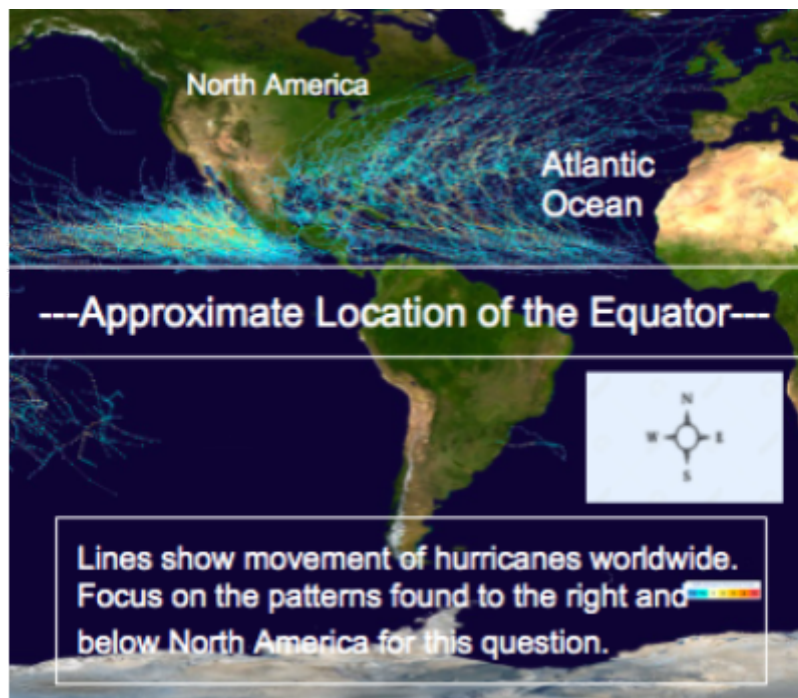 North America
Atlantic
Ocean
---Approximate Location of the Equator---
N
W E
S
Lines show movement of hurricanes worldwide.
Focus on the patterns found to the right and
below North America for this question.